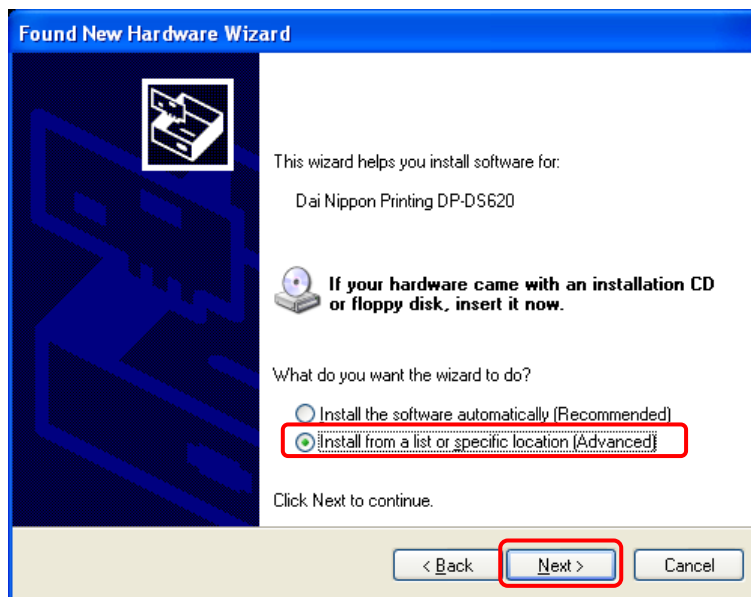 Found New Hardware Wizard
This wizard helps you install software for:
Dai Nippon Printing DP-DS620
If your hardware came with an installation CD
or floppy disk, insert it now.
What do you want the wizard to do?
Install the software automatically (Recommended)
Install from a list or specific location (Advanced)
Click Next to continue.
< Back
Next >
Cancel